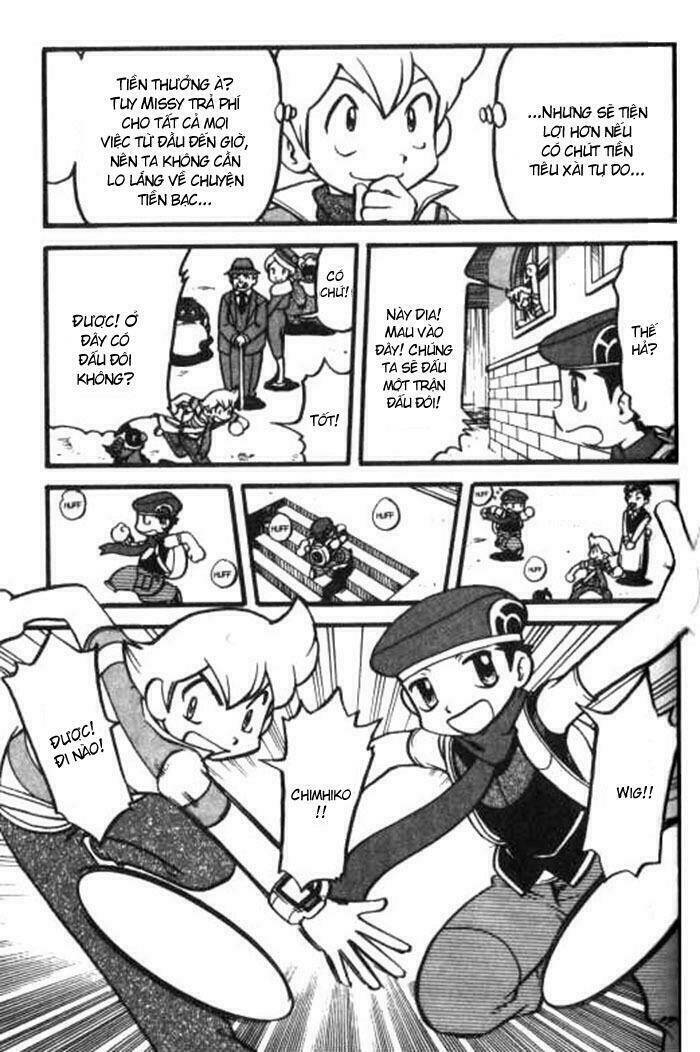 TIỀN THƯỞNG À?
TUY MISSY TRẢ PHÍ
CHO TẤT CẢ MỌI
VIỆC TỪ ĐẦU ĐẾN GIỜ,
NÊN TA KHÔNG CẦN
LO LẮNG VỀ CHUYỆN
TIỀN BẠC...
...NHƯNG SẼ TIỆN
LỢI HƠN NẾU
CÓ CHÚT TIỀN
TIÊU XÀI TỰ DO...
ĐƯỢC! Ở
ĐÂY CÓ
ĐẤU ĐÔI
KHÔNG?
CÓ
CHỨ!
TỐT!
NÀY DIA!
MAU VÀO
ĐÂY! CHÚNG
TA SẼ ĐẤU
MỘT TRẬN
ĐẤU ĐÔI!
THẾ
HẢ?
HUFF
HUFF
HUFF
HUFF
HUFF
HUFF
ĐƯỢC!
ĐI NÀO!
CHIMHIKO
!!
WIG!!